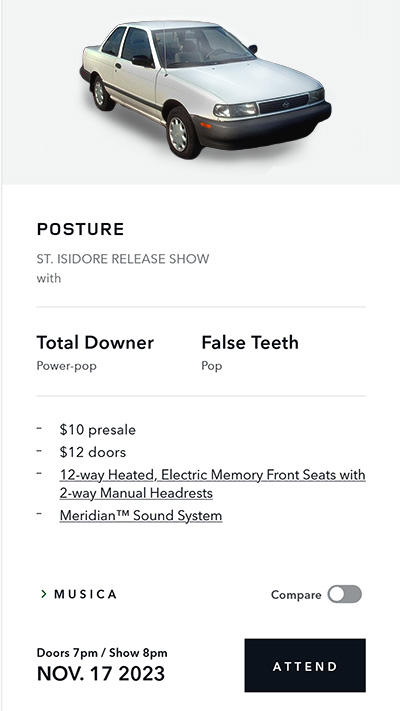 POSTURE
ST. ISIDORE RELEASE SHOW
with
Total Downer
Power-pop
False Teeth
Pop
- $10 presale
- $12 doors
- 12-way Heated, Electric Memory Front Seats with
2-way Manual Headrests
- Meridian™ Sound System
> MUSICA
Compare
Doors 7pm / Show 8pm
NOV. 17 2023
ATTEND